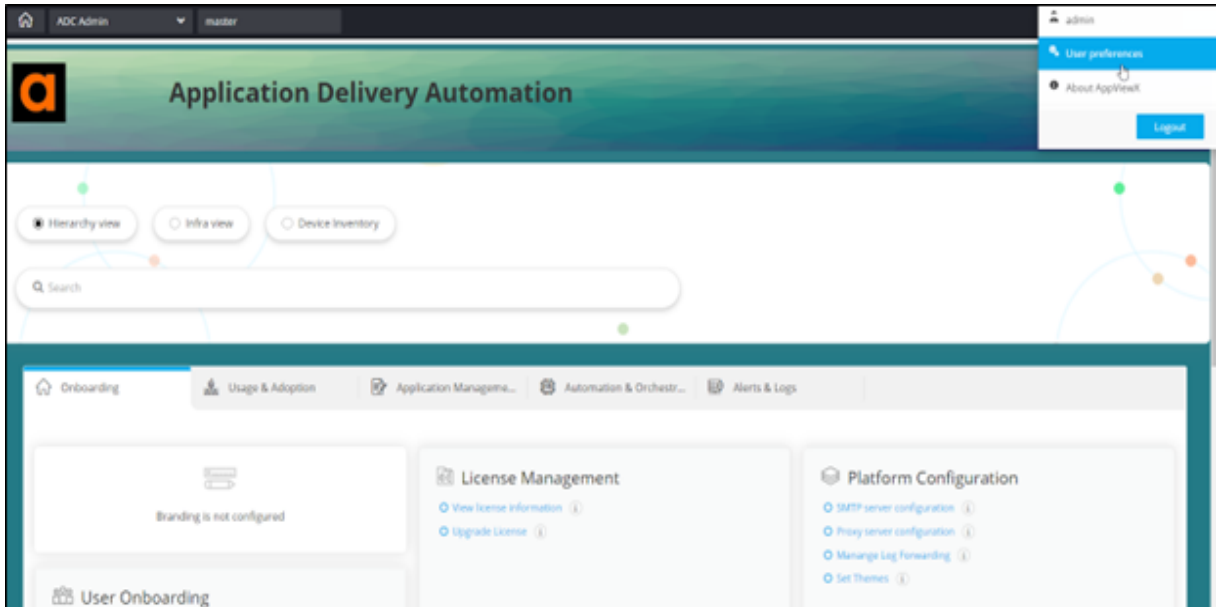 ADC Admin
master
admin
User preferences
About AppViewX
Logout
a
Application Delivery Automation
Hierarchy view
Infra view
Device Inventory
Search
Onboarding
Usage & Adoption
Application Manageme...
Automation & Orchestr...
Alerts & Logs
Branding is not configured
License Management
View license information
Upgrade License
Platform Configuration
SMTP server configuration
Proxy server configuration
Manange Log Forwarding
Set Themes
User Onboarding